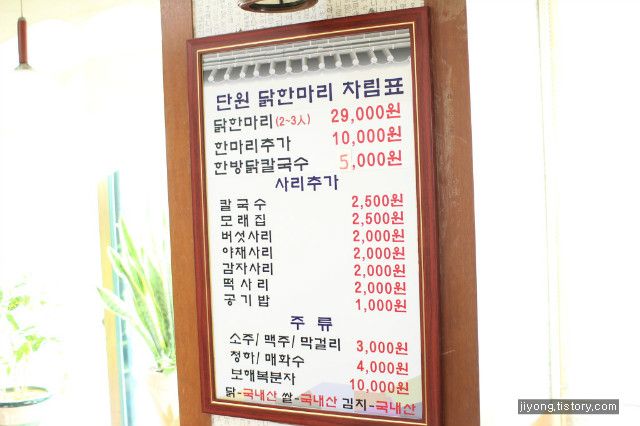 단원 닭한마리 차림표
닭한마리 (2~3人) 29,000원
한마리추가 10,000원
한방닭칼국수 5,000원
사리추가
칼국수 2,500원
모래집 2,500원
버섯사리 2,000원
야채사리 2,000원
감자사리 2,000원
떡사리 2,000원
공기밥 1,000원
주 류
소주/ 맥주/ 막걸리 3,000원
청하/ 매화수 4,000원
보해복분자 10,000원
닭-국내산 쌀-국내산 김치-국내산
jiyong.tistory.com